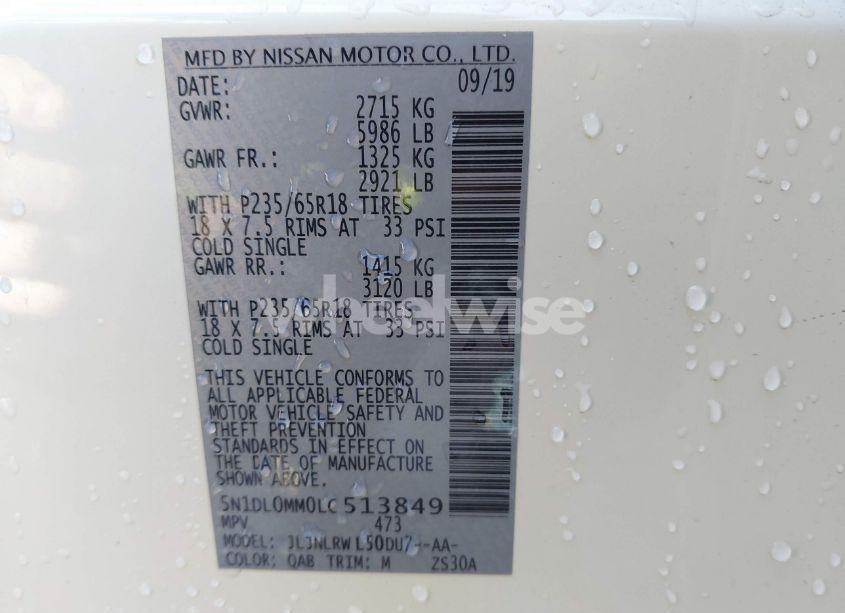 MFD BY NISSAN MOTOR CO., LTD.
DATE: 09/19
GVWR: 2715 KG
5986 LB
GAWR FR.: 1325 KG
2921 LB
WITH P235/65R18 TIRES
18 X 7.5 RIMS AT 33 PSI
COLD SINGLE
GAWR RR.: 1415 KG
3120 LB
WITH P235/65R18 TIRES
18 X 7.5 RIMS AT 33 PSI
COLD SINGLE
wheelwise
THIS VEHICLE CONFORMS TO
ALL APPLICABLE FEDERAL
MOTOR VEHICLE SAFETY AND
THEFT PREVENTION
STANDARDS IN EFFECT ON
THE DATE OF MANUFACTURE
SHOWN ABOVE.
5N1DL0MM0LC 513849
MPV 473
MODEL: L50DU7--AA-
COLOR: QAB TRIM: M ZS30A